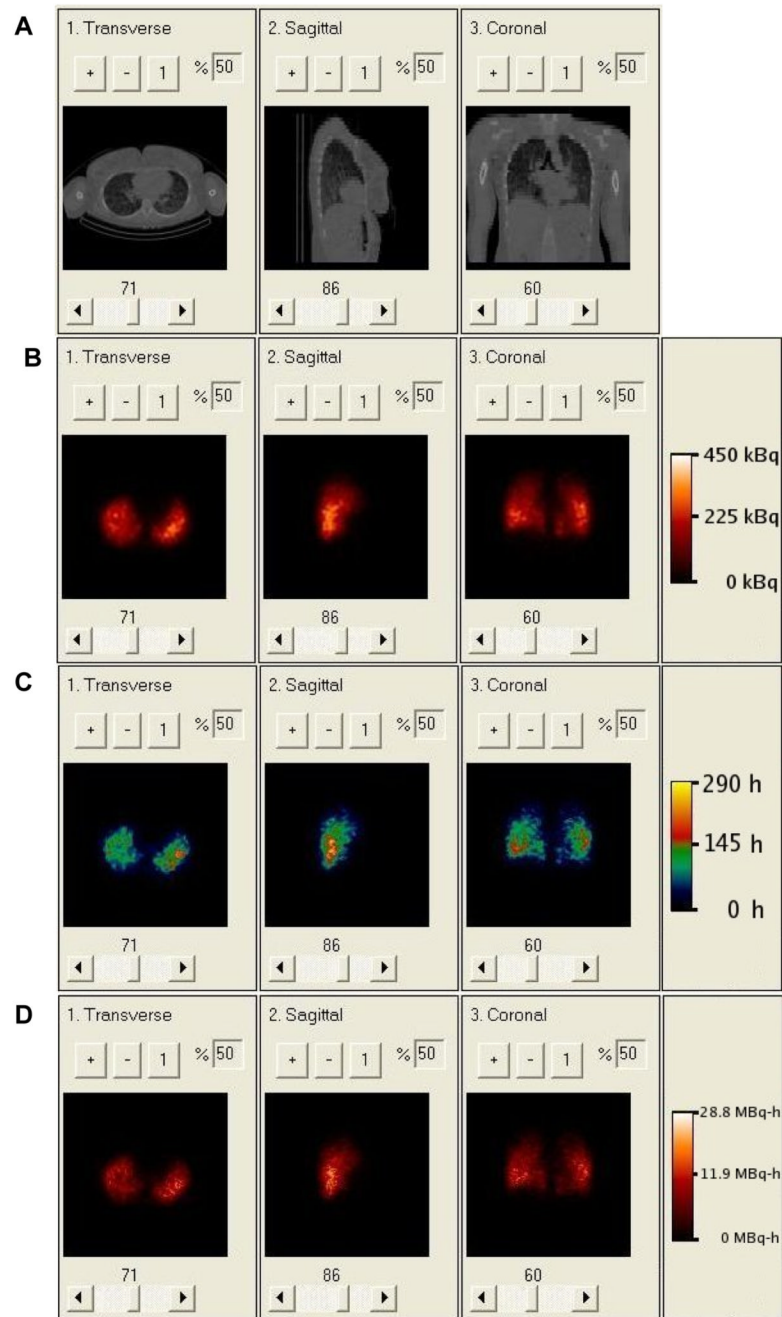 A
1. Transverse 2. Sagittal 3. Coronal
+ - 1 % 50 + - 1 % 50 + - 1 % 50
71 86 60
B
1. Transverse 2. Sagittal 3. Coronal
+ - 1 % 50 + - 1 % 50 + - 1 % 50
450 kBq
225 kBq
0 kBq
71 86 60
C
1. Transverse 2. Sagittal 3. Coronal
+ - 1 % 50 + - 1 % 50 + - 1 % 50
290 h
145 h
0 h
71 86 60
D
1. Transverse 2. Sagittal 3. Coronal
+ - 1 % 50 + - 1 % 50 + - 1 % 50
28.8 MBq-h
11.9 MBq-h
0 MBq-h
71 86 60